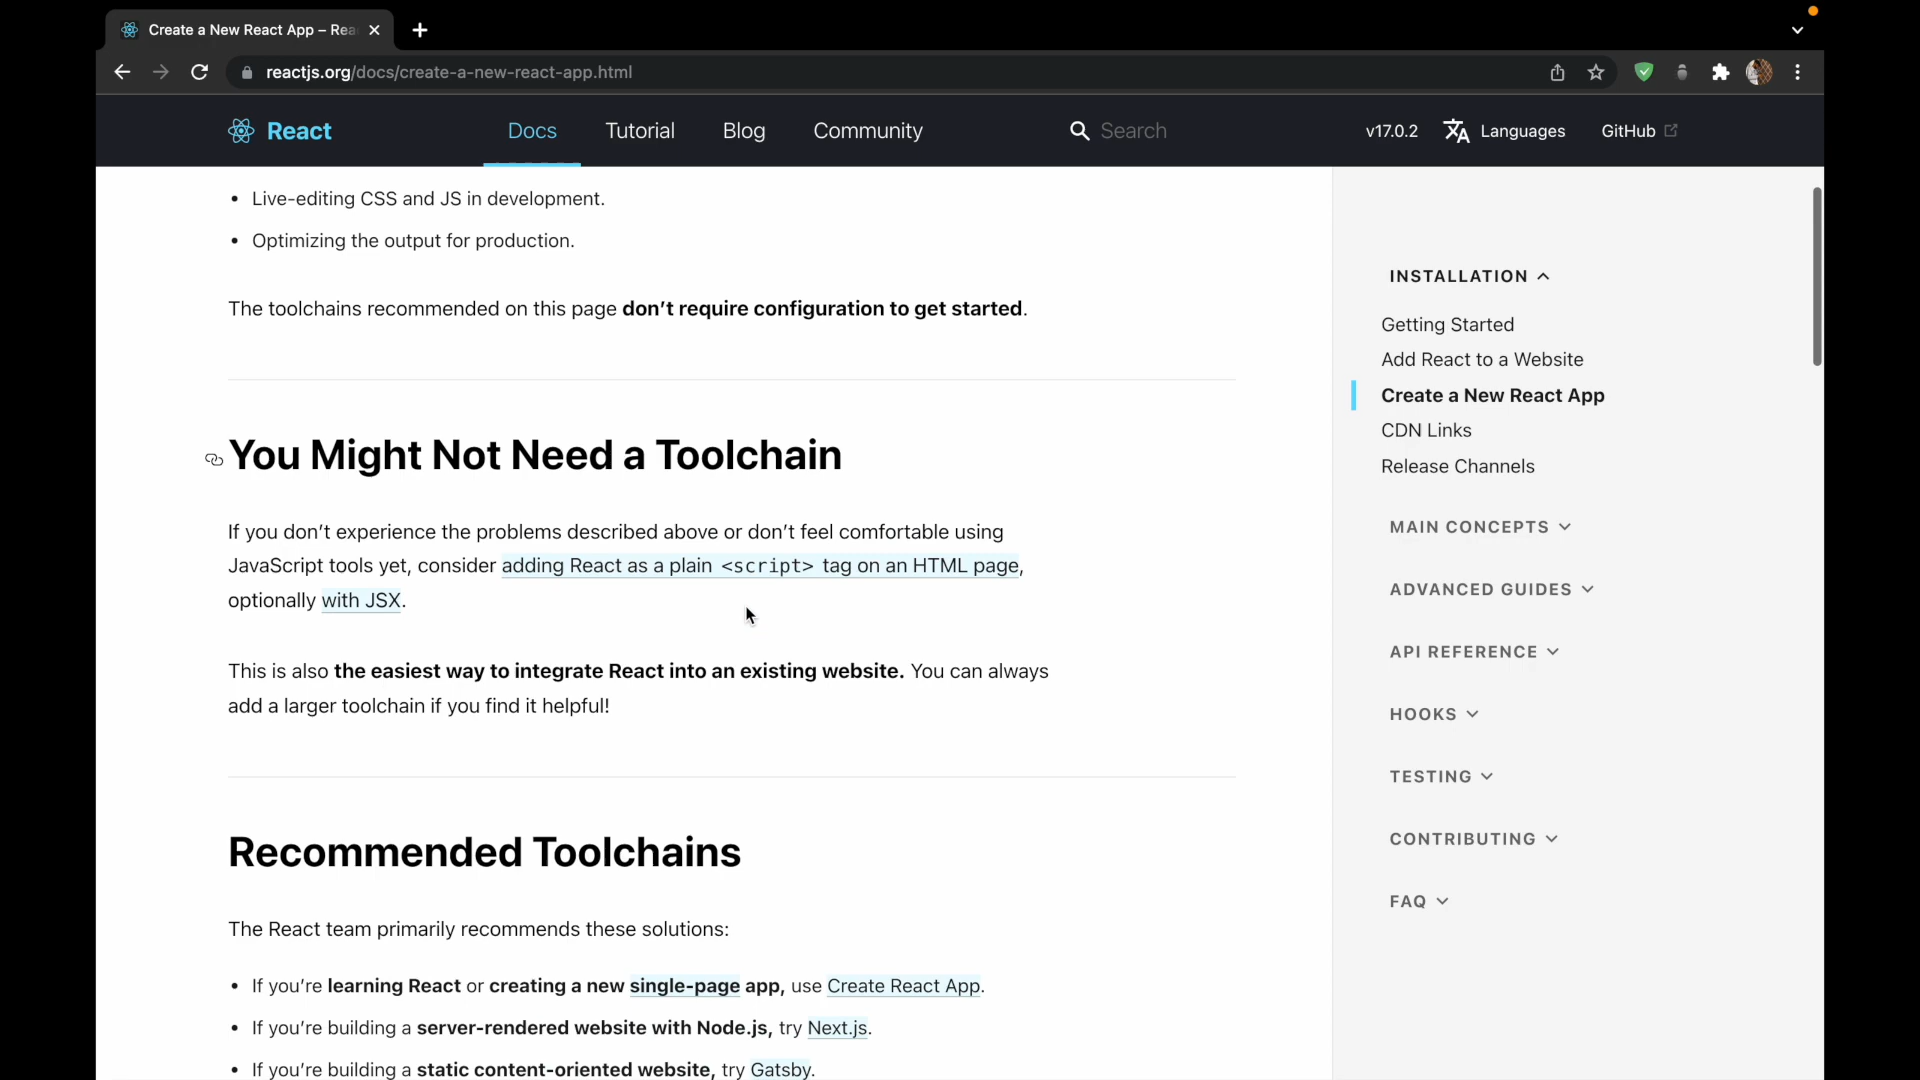 Create a New React App – Rea
reactjs.org/docs/create-a-new-react-app.html
React
Docs
Tutorial
Blog
Community
Search
v17.0.2
Languages
GitHub
• Live-editing CSS and JS in development.
• Optimizing the output for production.
The toolchains recommended on this page don’t require configuration to get started.
You Might Not Need a Toolchain
If you don’t experience the problems described above or don’t feel comfortable using
JavaScript tools yet, consider adding React as a plain <script> tag on an HTML page,
optionally with JSX.
This is also the easiest way to integrate React into an existing website. You can always
add a larger toolchain if you find it helpful!
Recommended Toolchains
The React team primarily recommends these solutions:
• If you’re learning React or creating a new single-page app, use Create React App.
• If you’re building a server-rendered website with Node.js, try Next.js.
• If you’re building a static content-oriented website, try Gatsby.
INSTALLATION
Getting Started
Add React to a Website
Create a New React App
CDN Links
Release Channels
MAIN CONCEPTS
ADVANCED GUIDES
API REFERENCE
HOOKS
TESTING
CONTRIBUTING
FAQ